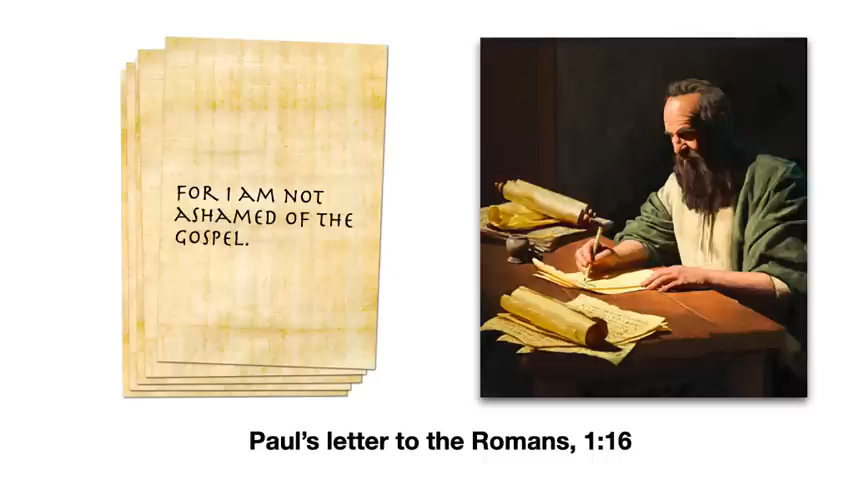 FOR I AM NOT
ASHAMED OF THE
GOSPEL.
Paul's letter to the Romans, 1:16